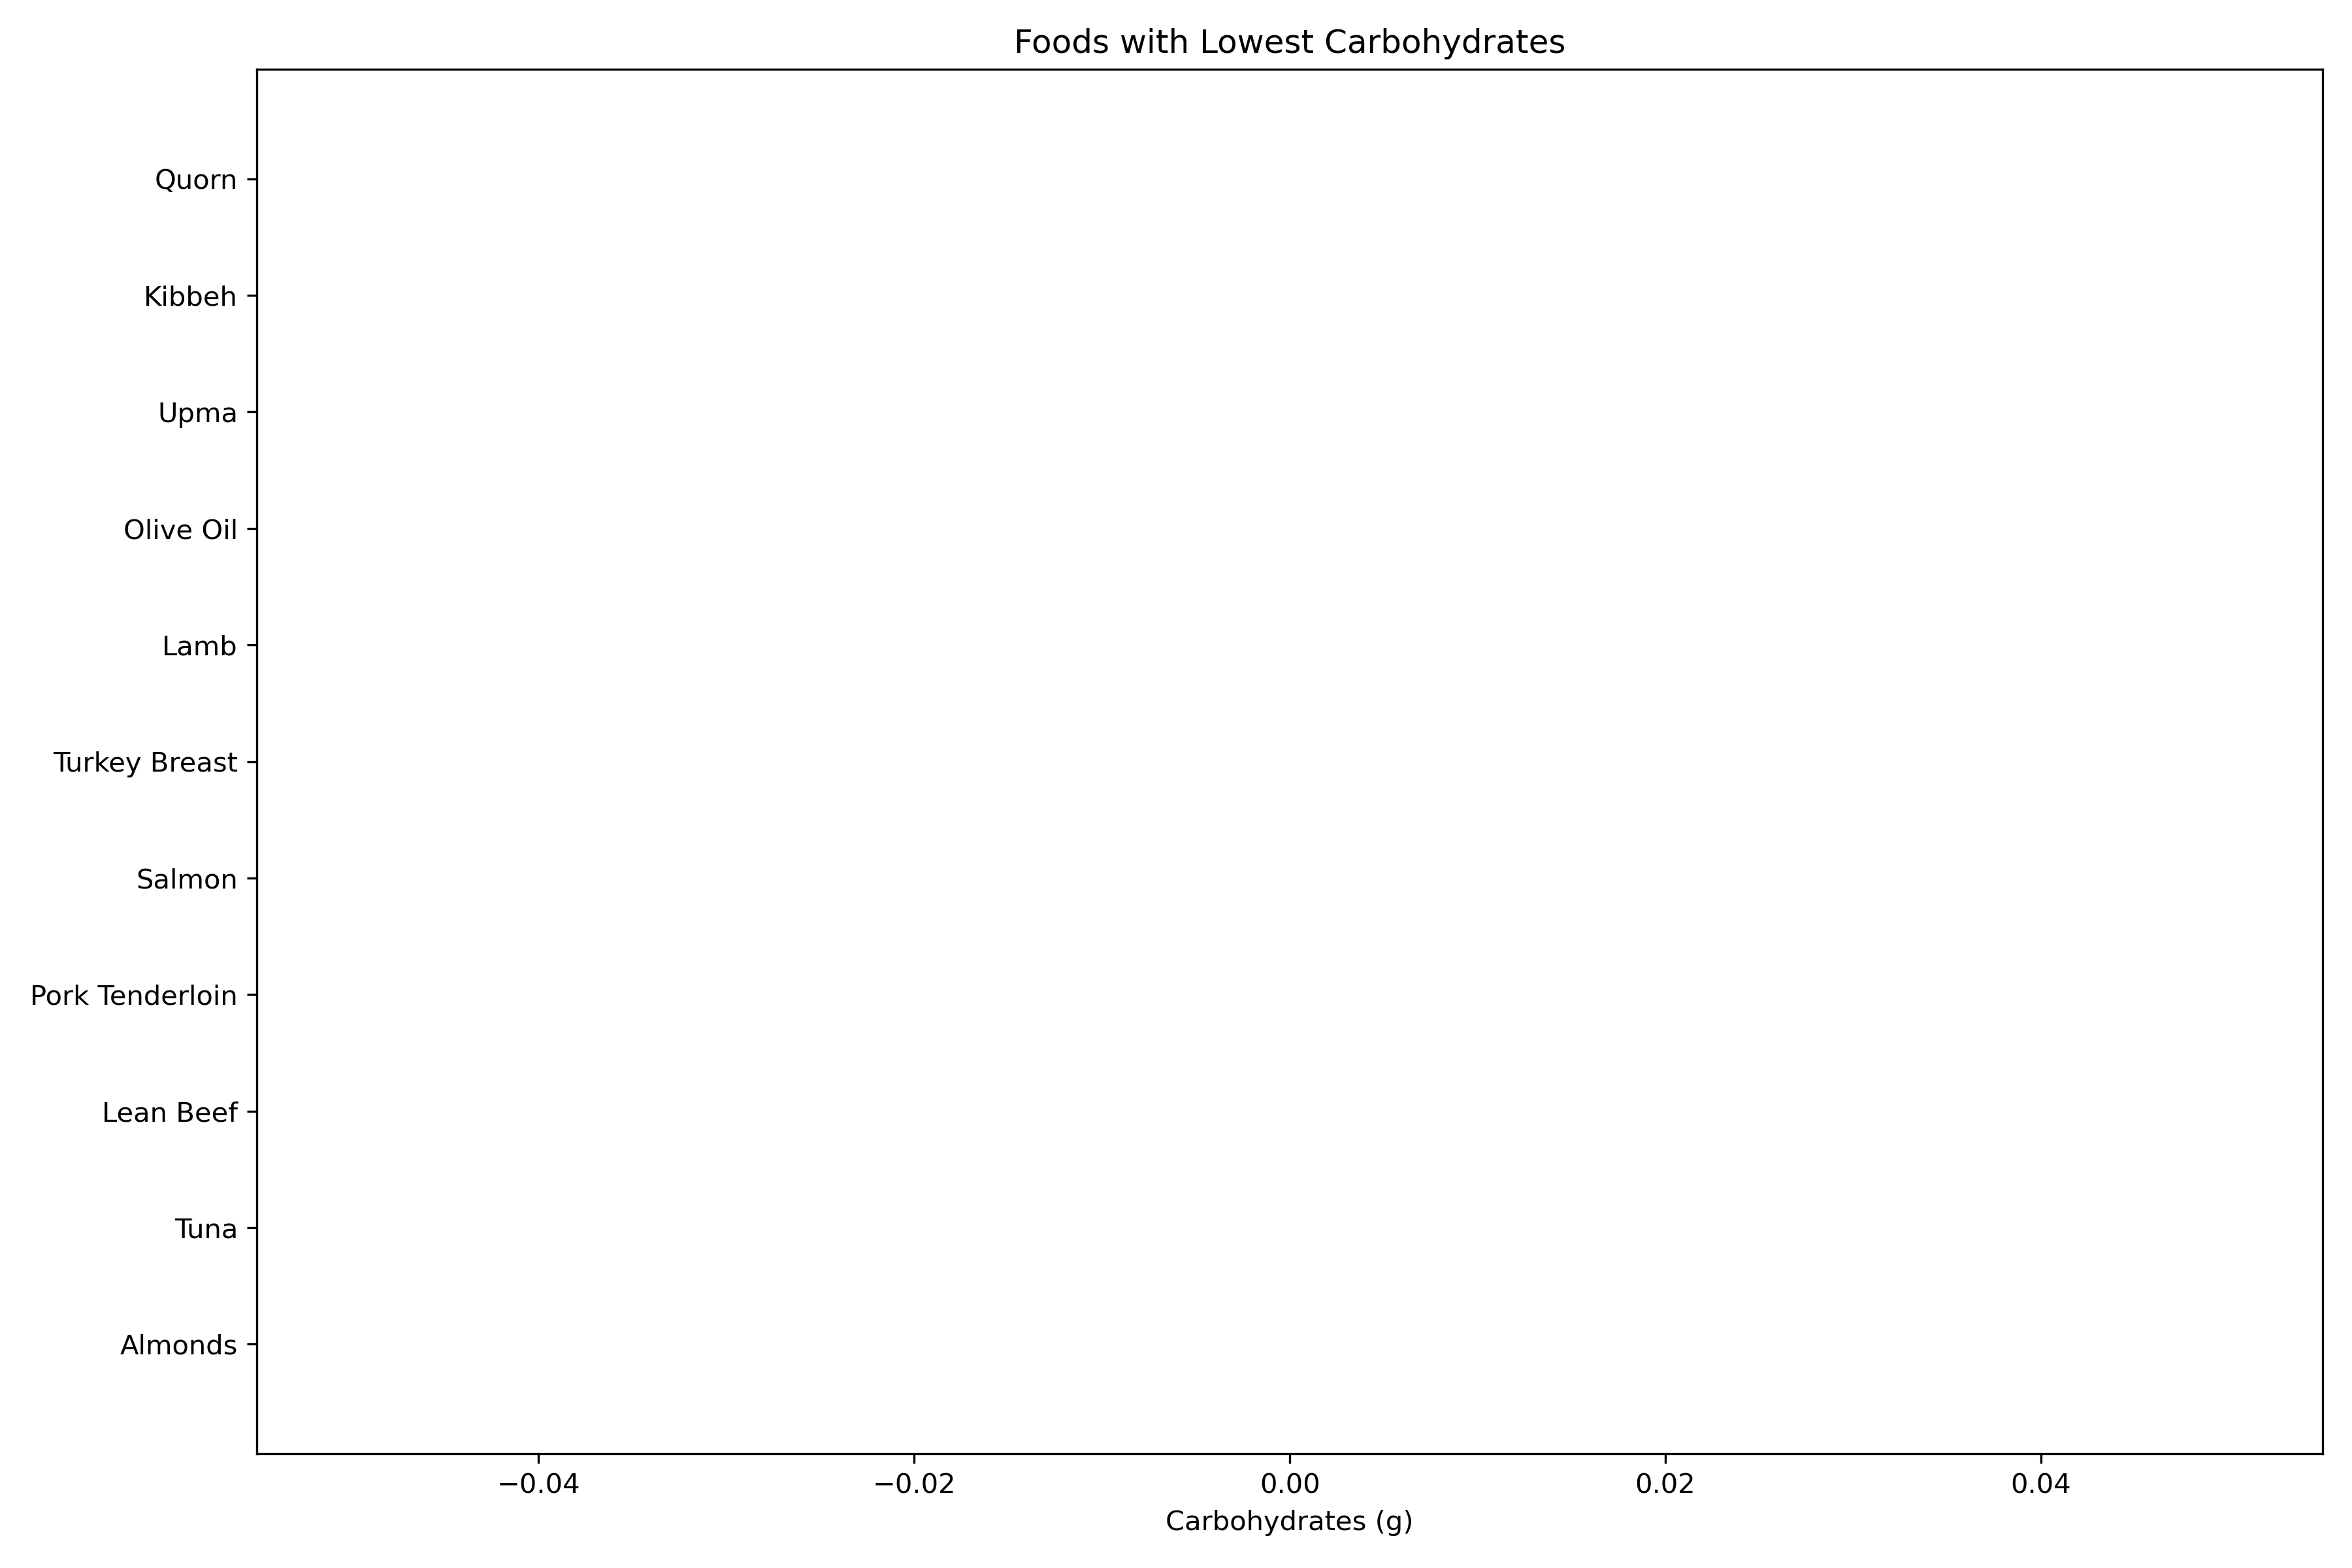 Foods with Lowest Carbohydrates
Quorn
Kibbeh
Upma
Olive Oil
Lamb
Turkey Breast
Salmon
Pork Tenderloin
Lean Beef
Tuna
Almonds
−0.04 −0.02 0.00 0.02 0.04
Carbohydrates (g)